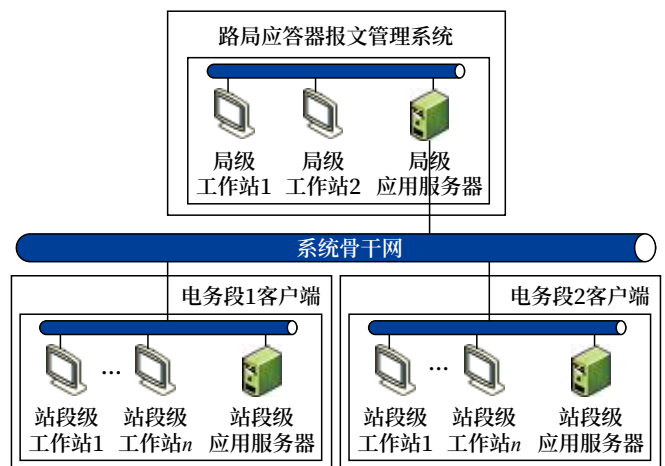 路局应答器报文管理系统
局级 局级 局级
工作站1 工作站2 应用服务器
系统骨干网
电务段1客户端 电务段2客户端
... ...
站段级 站段级 站段级 站段级 站段级 站段级
工作站1 工作站n 应用服务器 工作站1 工作站n 应用服务器